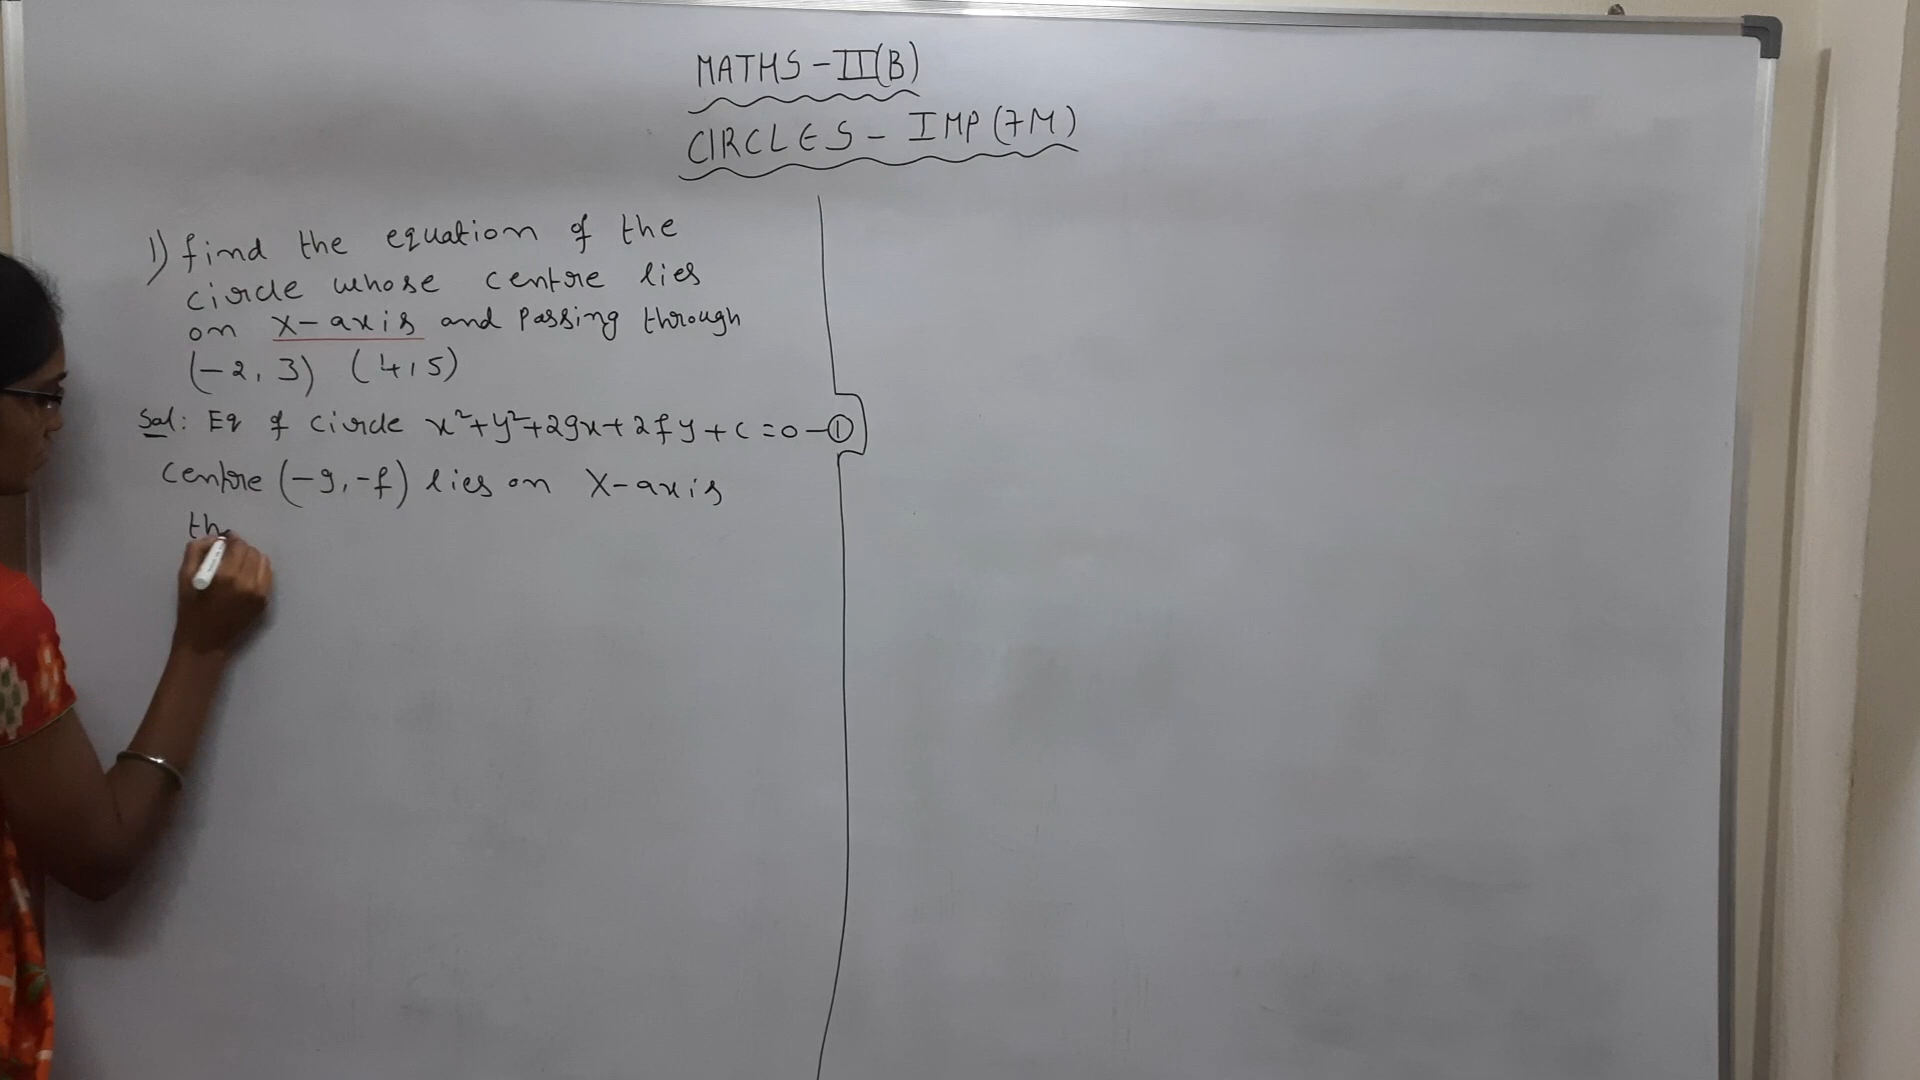 MATHS - II(B)
CIRCLES - IMP (7M)
1) find the equation of the
circle whose centre lies
on X-axis and passing through
(-2, 3) (4,5)
Sol: Eq of circle x²+y²+2gx+2fy+c=0 -①
centre (-g,-f) lies on X-axis
th